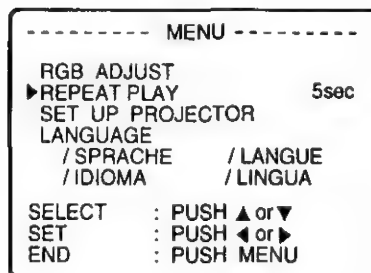 ---------- MENU ----------
RGB ADJUST
▶REPEAT PLAY 5sec
SET UP PROJECTOR
LANGUAGE
/ SPRACHE / LANGUE
/ IDIOMA / LINGUA
SELECT : PUSH ▲ or ▼
SET : PUSH ◀ or ▶
END : PUSH MENU